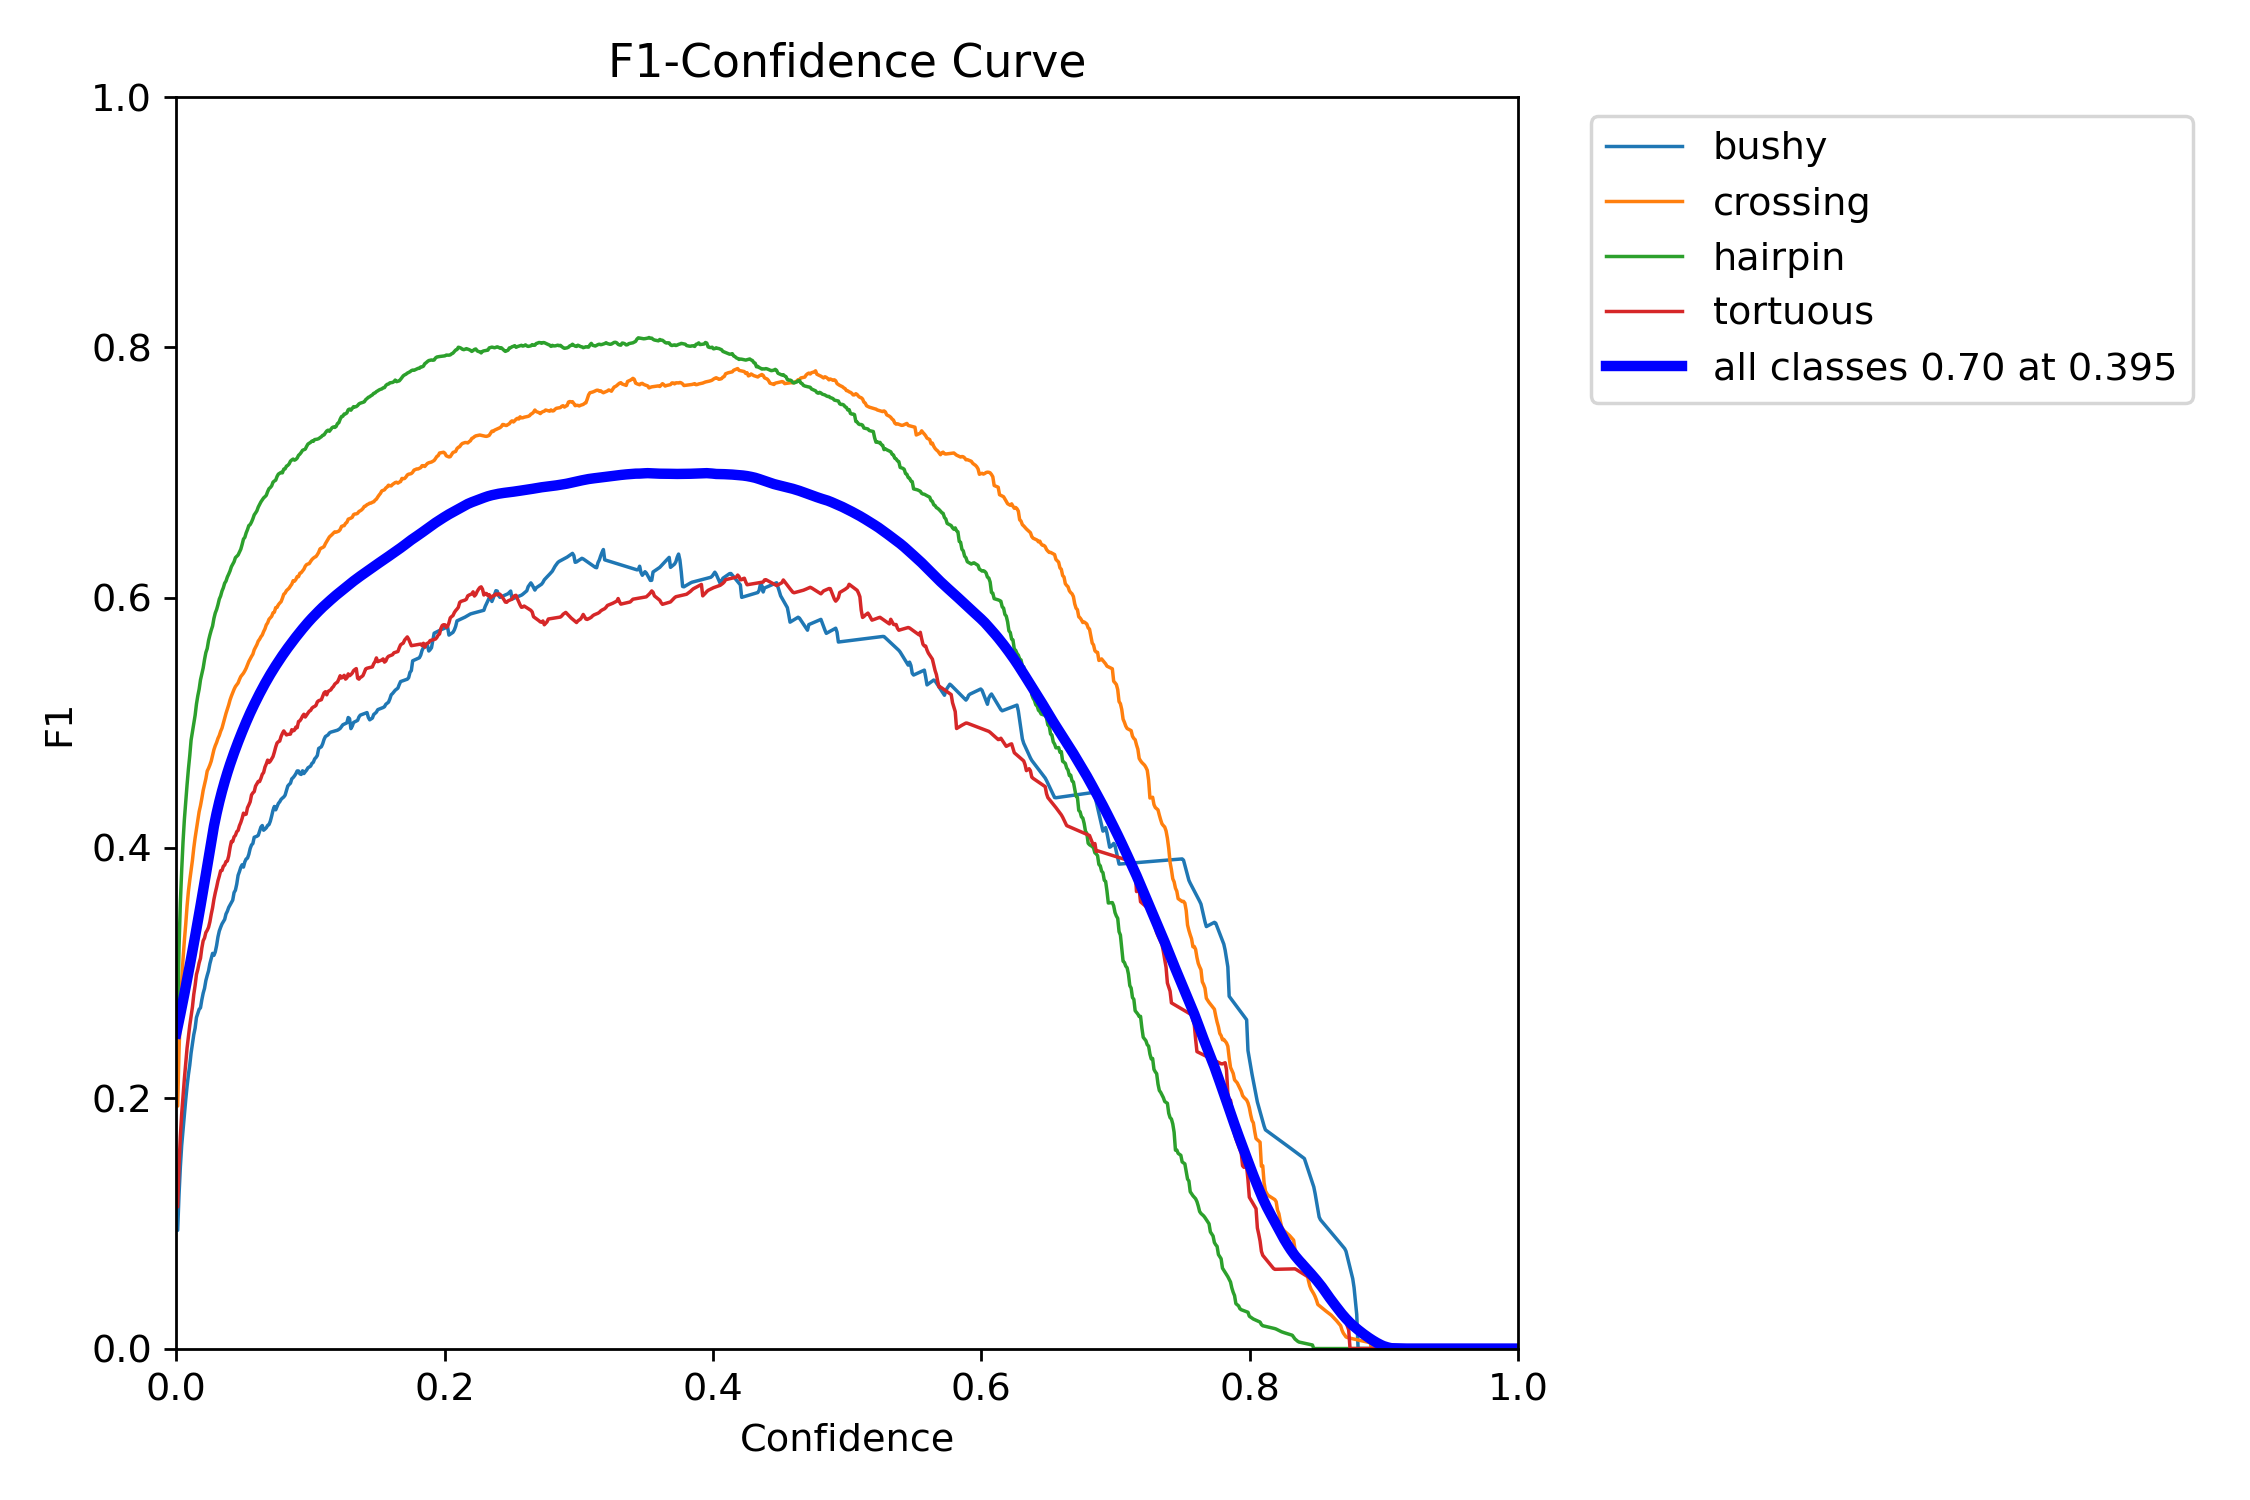 F1-Confidence Curve
1.0
0.8
0.6
0.4
0.2
0.0
F1
0.0 0.2 0.4 0.6 0.8 1.0
Confidence
bushy
crossing
hairpin
tortuous
all classes 0.70 at 0.395